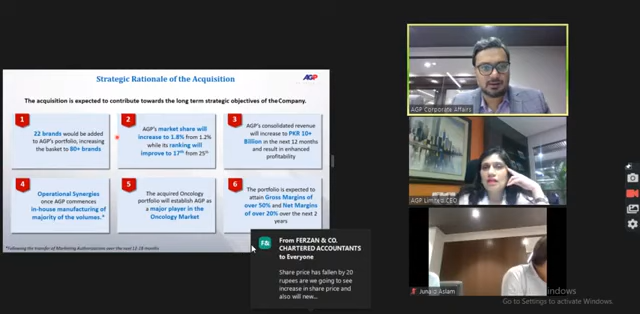 Strategic Rationale of the Acquisition
AGP
The acquisition is expected to contribute towards the long term strategic objectives of the Company.
1
22 brands would be added
to AGP's portfolio, increasing
the basket to 80+ brands
2
AGP's market share will
increase to 1.8% from 1.2%
while its ranking will
improve to 17th from 25th
3
AGP's consolidated revenue
will increase to PKR 10+
Billion in the next 12 months
and result in enhanced
profitability
4
Operational Synergies
once AGP commences
in-house manufacturing of
majority of the volumes.*
5
The acquired Oncology
portfolio will establish AGP as
a major player in the
Oncology Market
6
The portfolio is expected to
attain Gross Margins of
over 50% and Net Margins
of over 20% over the next 2
years
*Following the transfer of Marketing Authorizations over the next 12-18 months
F&
From FERZAN & CO.
CHARTERED ACCOUNTANTS
to Everyone
Share price has fallen by 20
rupees are we going to see
increase in share price and
also will new...
AGP Corporate Affairs
AGP Limited CEO
Junaid Aslam
indows
Go to Settings to activate Windows.